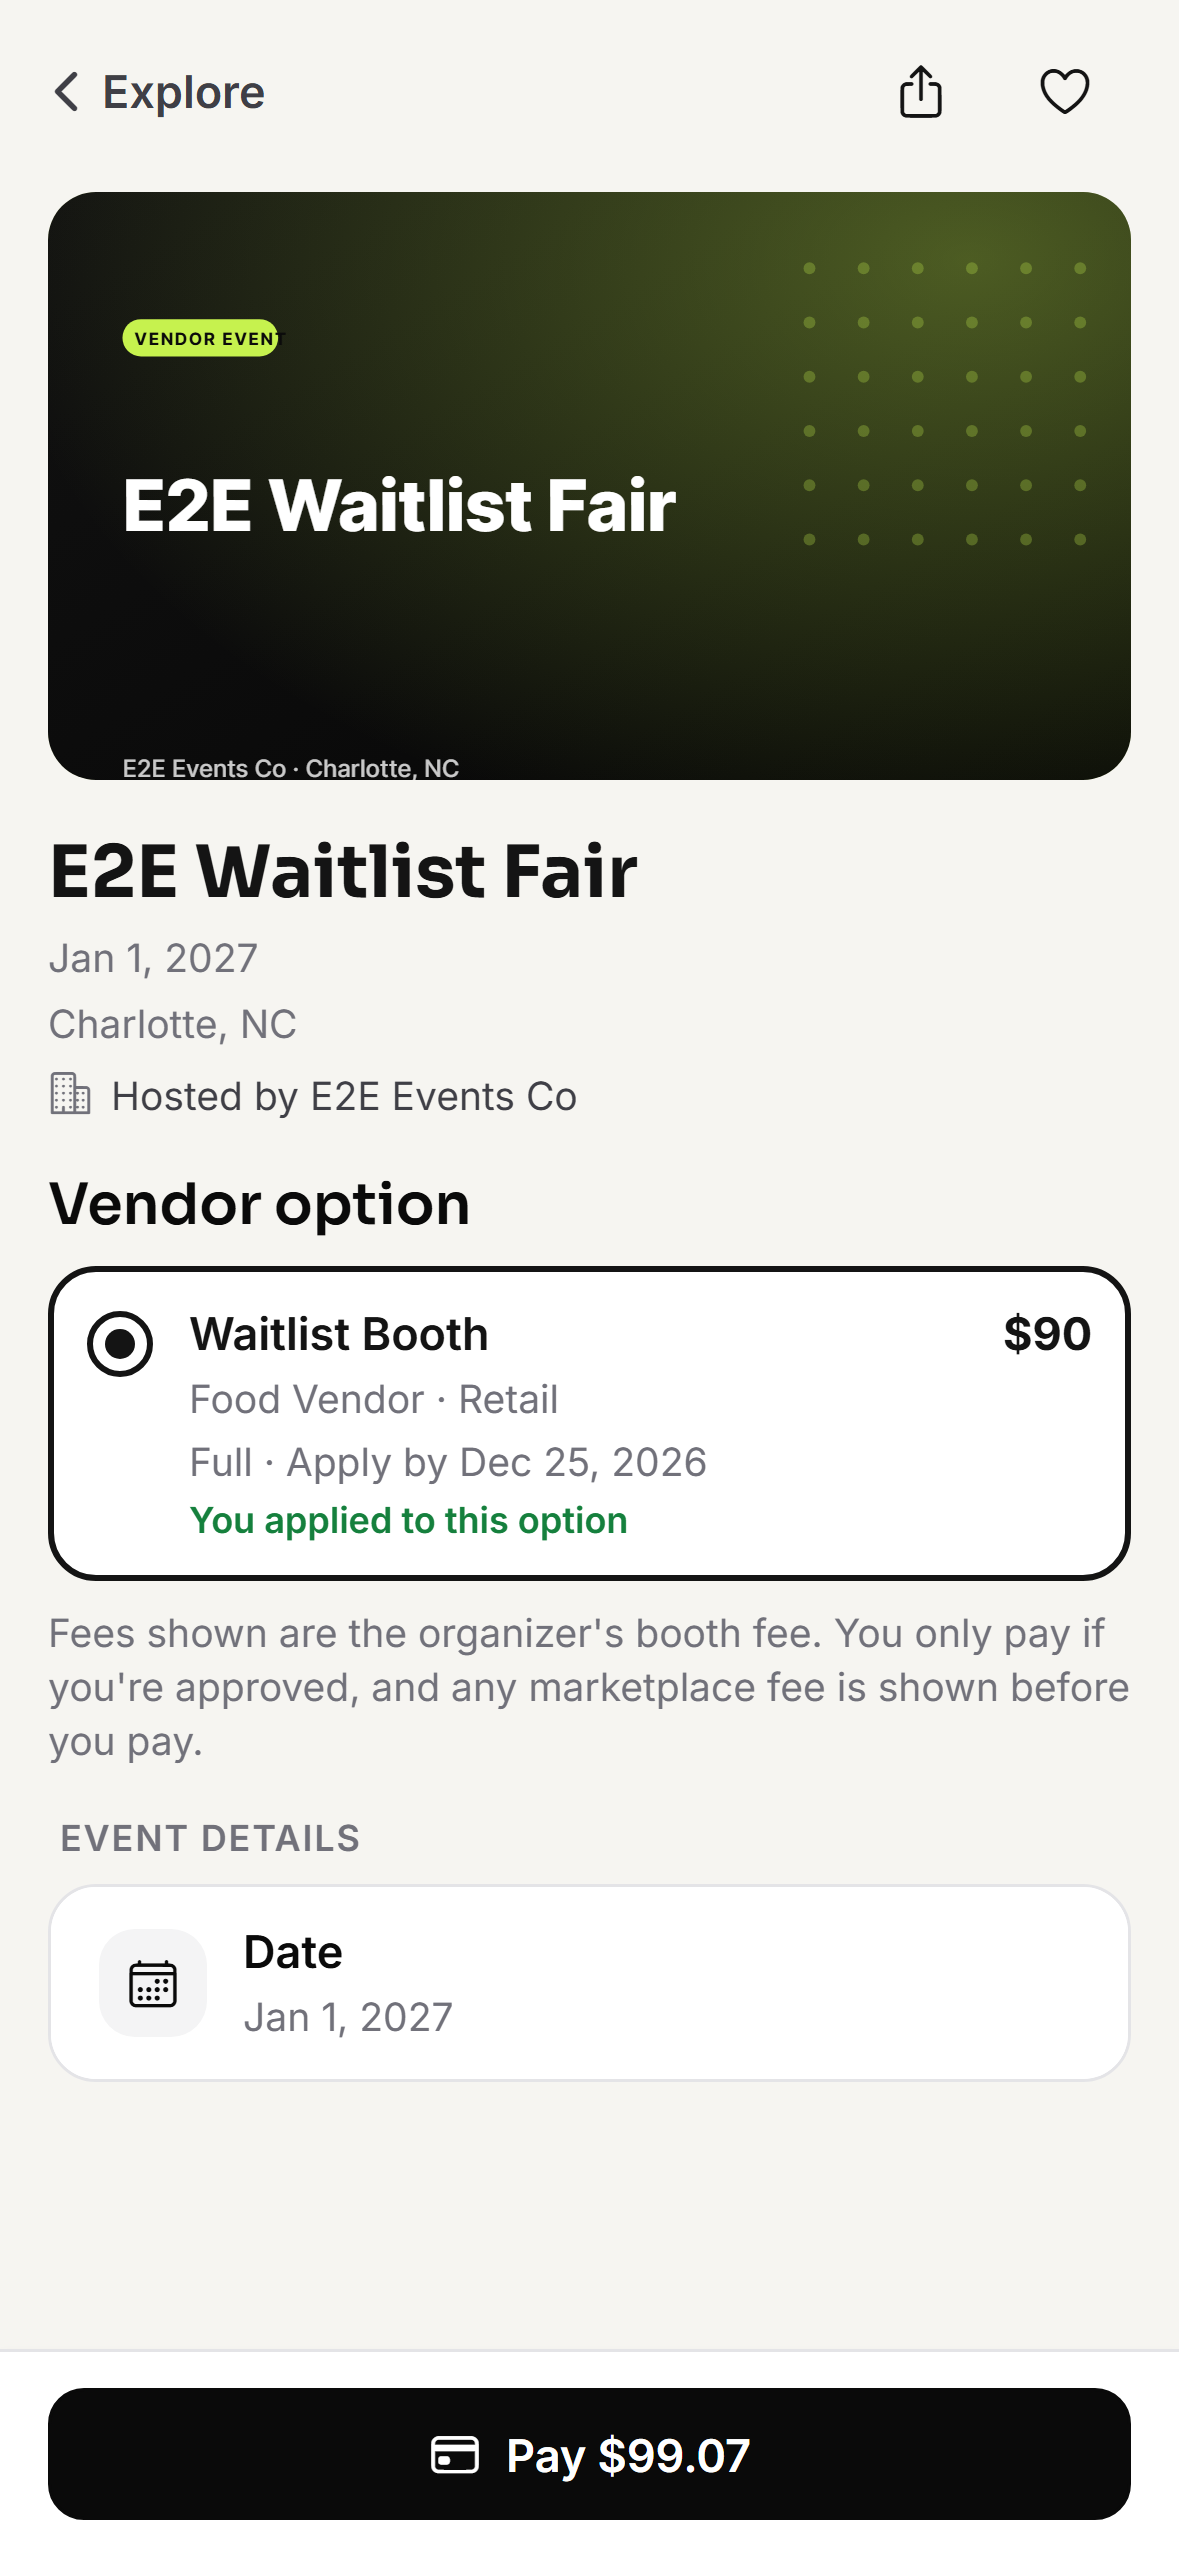 Explore
VENDOR EVENT
E2E Waitlist Fair
E2E Events Co · Charlotte, NC
E2E Waitlist Fair
Jan 1, 2027
Charlotte, NC
Hosted by E2E Events Co
Vendor option
Waitlist Booth $90
Food Vendor · Retail
Full · Apply by Dec 25, 2026
You applied to this option
Fees shown are the organizer's booth fee. You only pay if
you're approved, and any marketplace fee is shown before
you pay.
EVENT DETAILS
Date
Jan 1, 2027
Pay $99.07